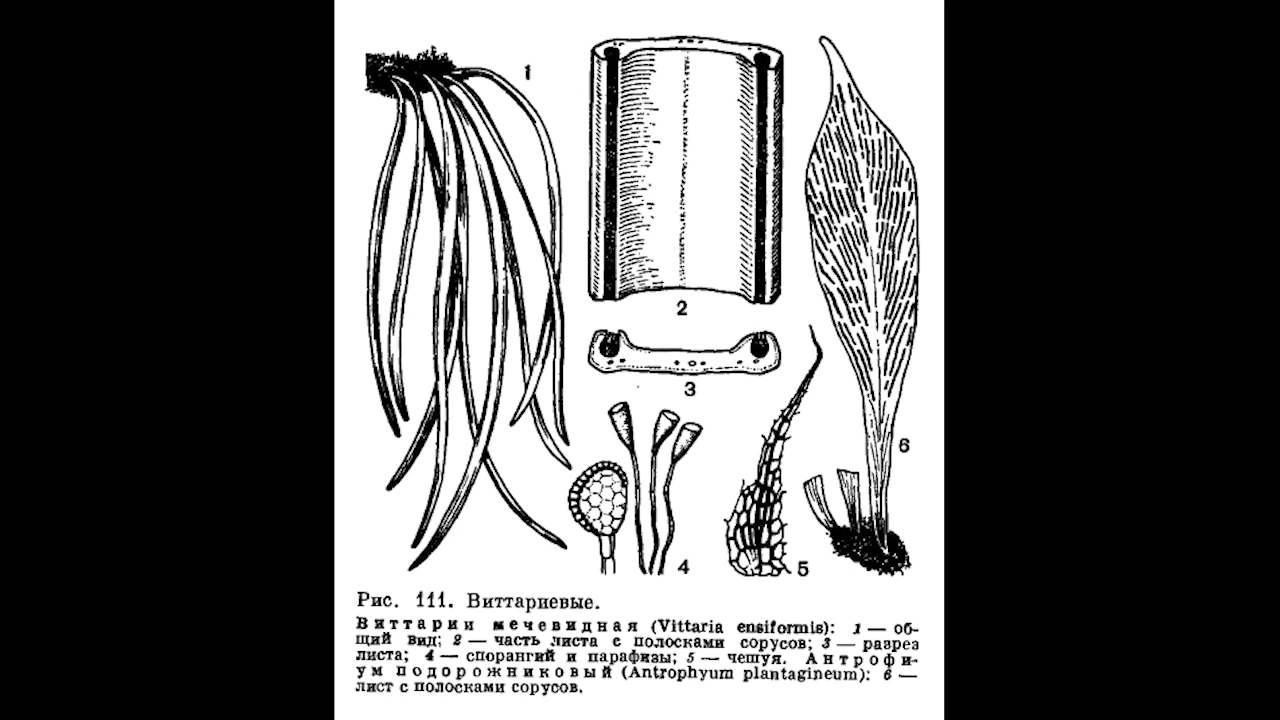 1
2
3
4
5
6
Рис. 111. Виттариевые.
Виттарии мечевидная (Vittaria ensiformis): 1 — об-
щий вид; 2 — часть листа с полосками сорусов; 3 — разрез
листа; 4 — спорангий и парафизы; 5 — чешуя. Антрофи-
ум подорожниковый (Antrophyum plantagineum): 6 —
лист с полосками сорусов.